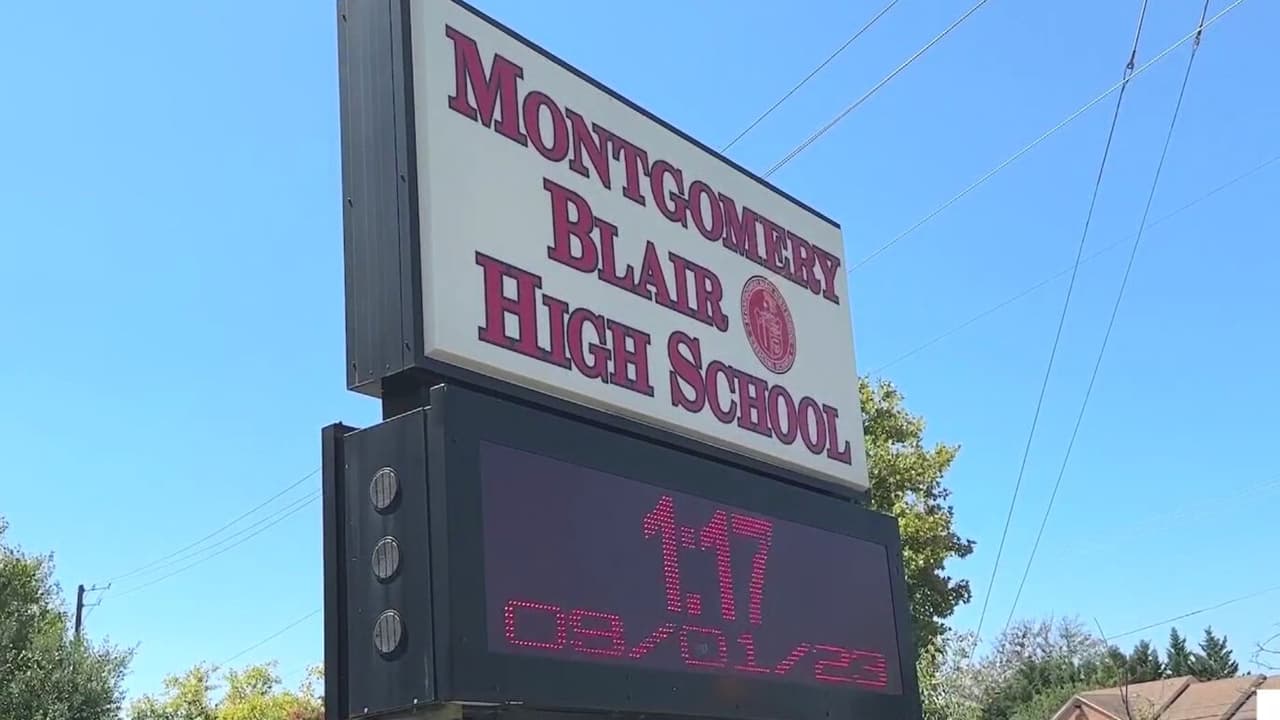 MONTGOMERY
BLAIR
HIGH SCHOOL
1:17
09/01/23